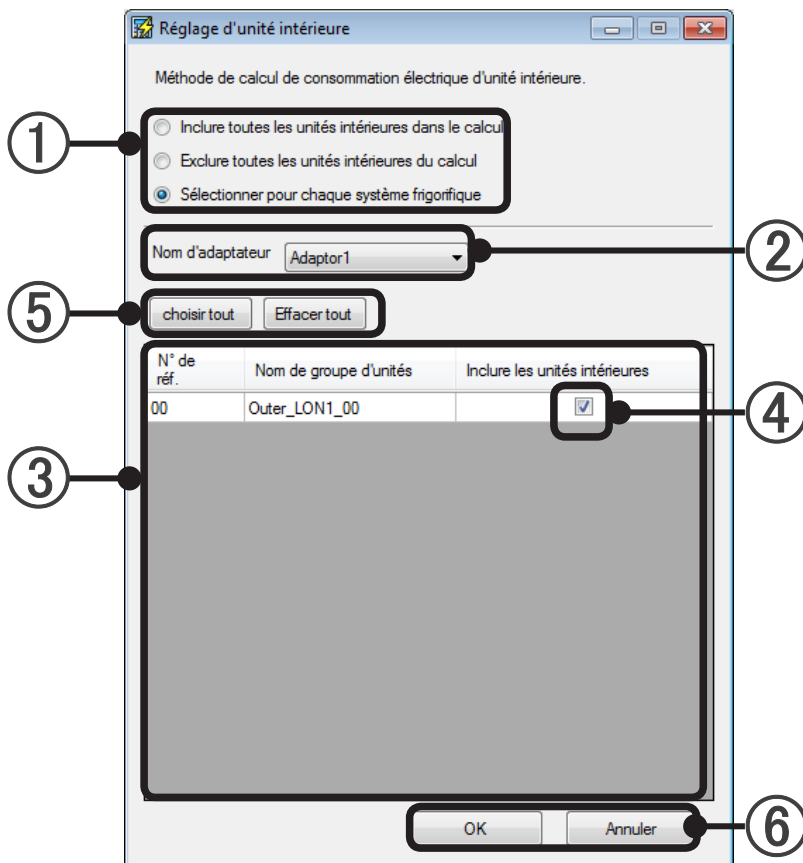 Réglage d'unité intérieure
Méthode de calcul de consommation électrique d'unité intérieure.
① Inclure toutes les unités intérieures dans le calcul
Exclure toutes les unités intérieures du calcul
Sélectionner pour chaque système frigorifique
Nom d'adaptateur Adaptor1 ②
⑤ choisir tout Effacer tout
N° de réf. Nom de groupe d'unités Inclure les unités intérieures
00 Outer_LON1_00 ④
③
OK Annuler ⑥